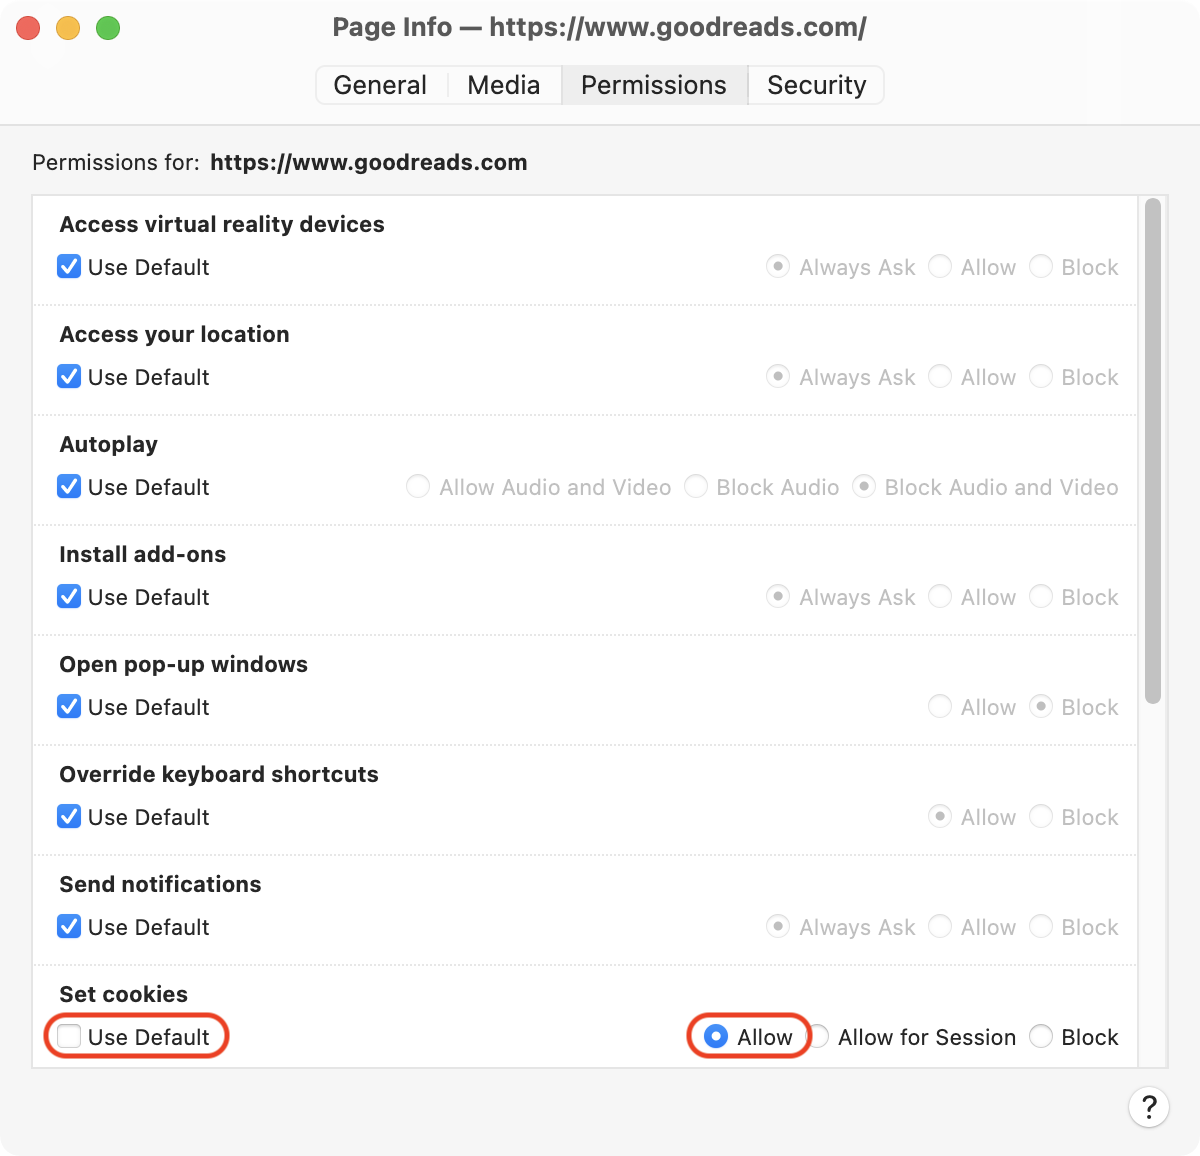 Page Info — https://www.goodreads.com/
General Media Permissions Security
Permissions for: https://www.goodreads.com
Access virtual reality devices
Use Default Always Ask Allow Block
Access your location
Use Default Always Ask Allow Block
Autoplay
Use Default Allow Audio and Video Block Audio Block Audio and Video
Install add-ons
Use Default Always Ask Allow Block
Open pop-up windows
Use Default Allow Block
Override keyboard shortcuts
Use Default Allow Block
Send notifications
Use Default Always Ask Allow Block
Set cookies
Use Default Allow Allow for Session Block
?